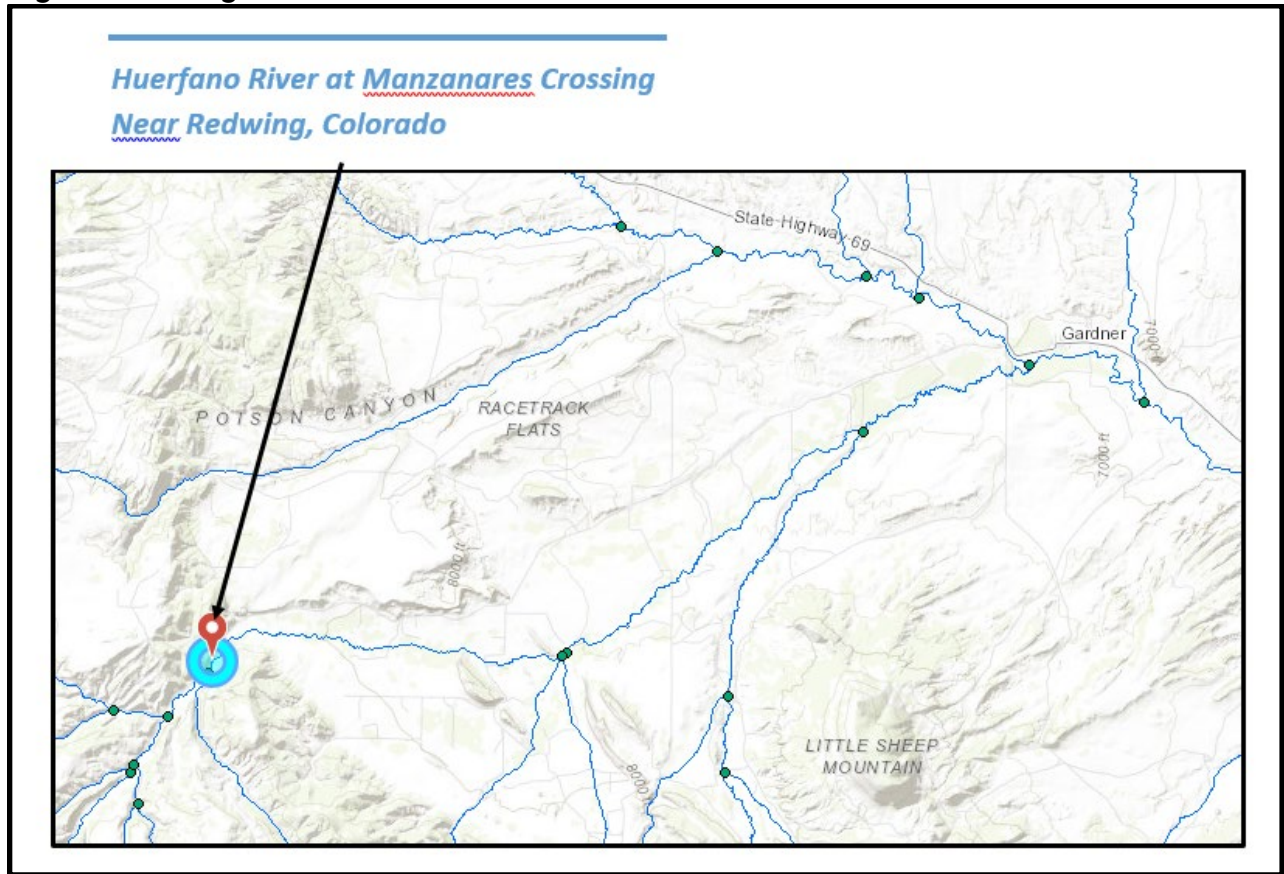 Huerfano River at Manzanares Crossing
Near Redwing, Colorado
State Highway 69
Gardner
7000 ft
POISON CANYON
RACETRACK
FLATS
7000 ft
8000 ft
LITTLE SHEEP
MOUNTAIN
8000 ft